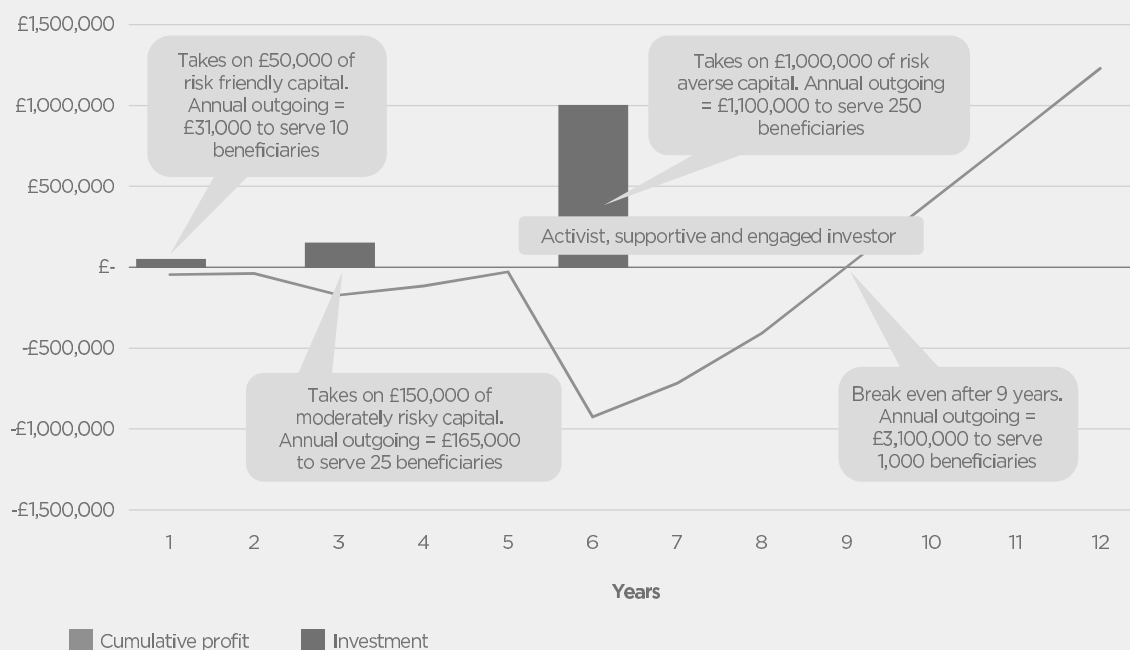 £1,500,000
Takes on £50,000 of
risk friendly capital.
Annual outgoing =
£31,000 to serve 10
beneficiaries
Takes on £1,000,000 of risk
averse capital. Annual outgoing
= £1,100,000 to serve 250
beneficiaries
£1,000,000
£500,000
Activist, supportive and engaged investor
£-
-£500,000
Takes on £150,000 of
moderately risky capital.
Annual outgoing = £165,000
to serve 25 beneficiaries
Break even after 9 years.
Annual outgoing =
£3,100,000 to serve
1,000 beneficiaries
-£1,000,000
-£1,500,000
1 2 3 4 5 6 7 8 9 10 11 12
Years
Cumulative profit
Investment